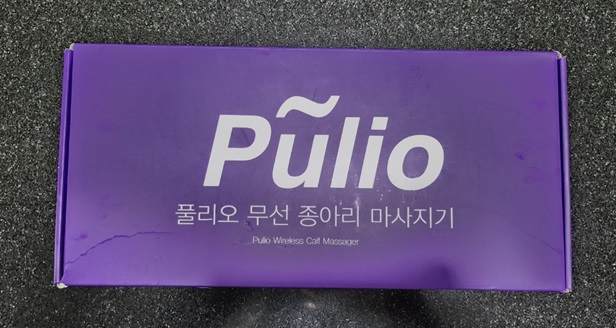 Pũlio
풀리오 무선 종아리 마사지기
Pulio Wireless Calf Massager